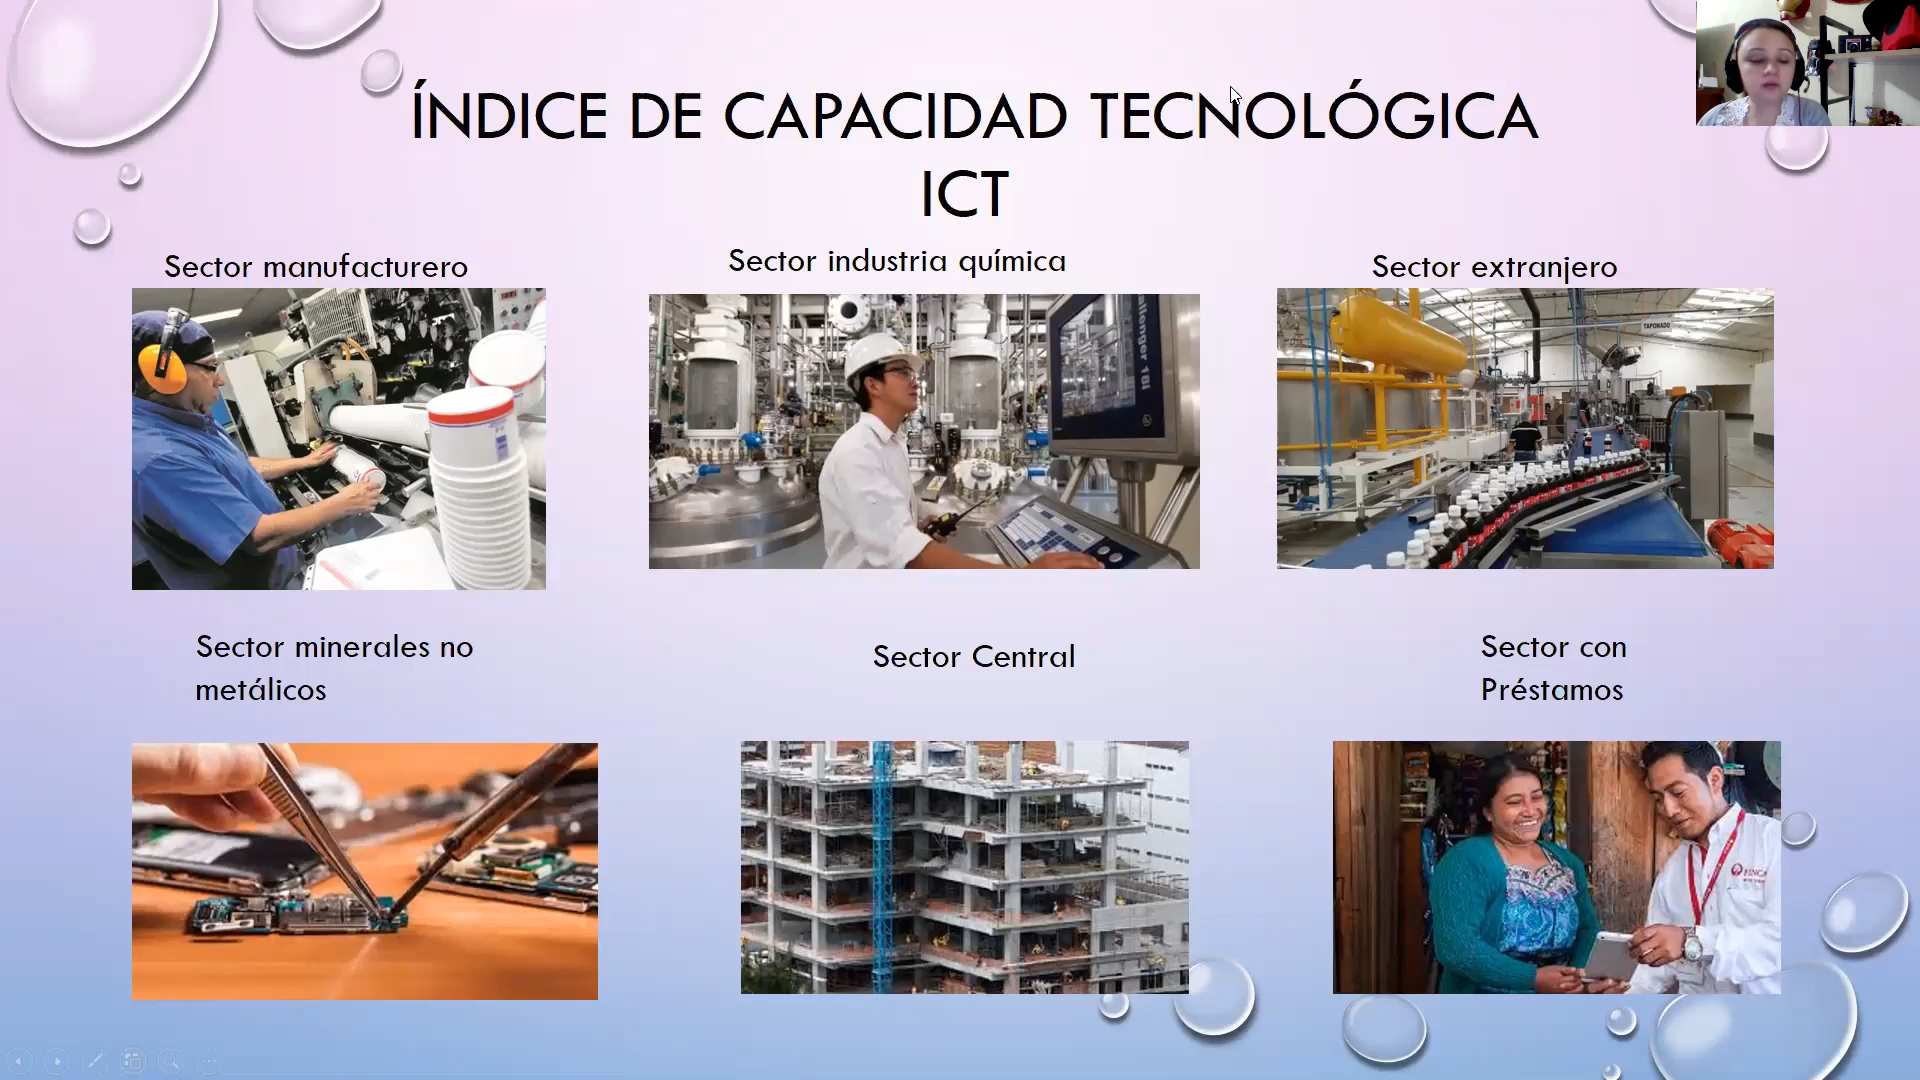 ÍNDICE DE CAPACIDAD TECNOLÓGICA
ICT
Sector manufacturero
Sector industria química
Sector extranjero
TAPONADO
Sector minerales no
metálicos
Sector Central
Sector con
Préstamos